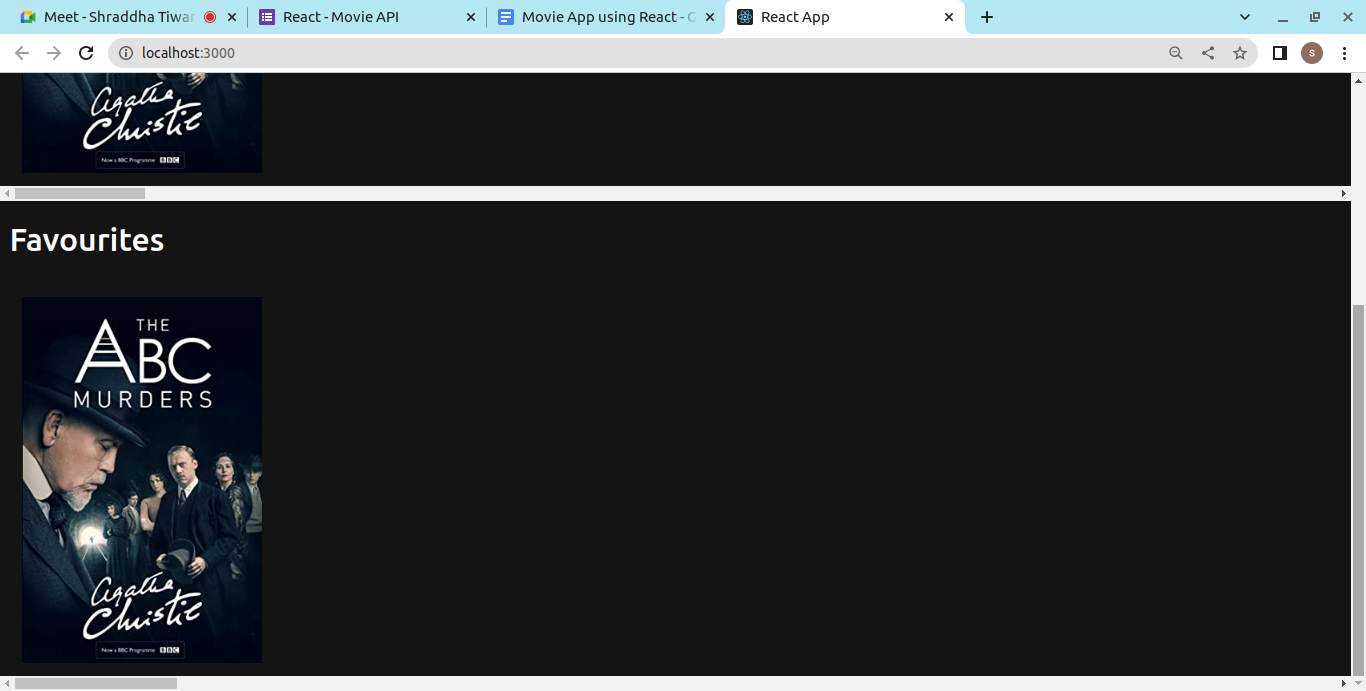 Meet - Shraddha Tiwar
React - Movie API
Movie App using React - G
React App
localhost:3000
S
Agatha
Christie
Now a BBC Programme BBC
Favourites
THE
ABC
MURDERS
Agatha
Christie
Now a BBC Programme BBC